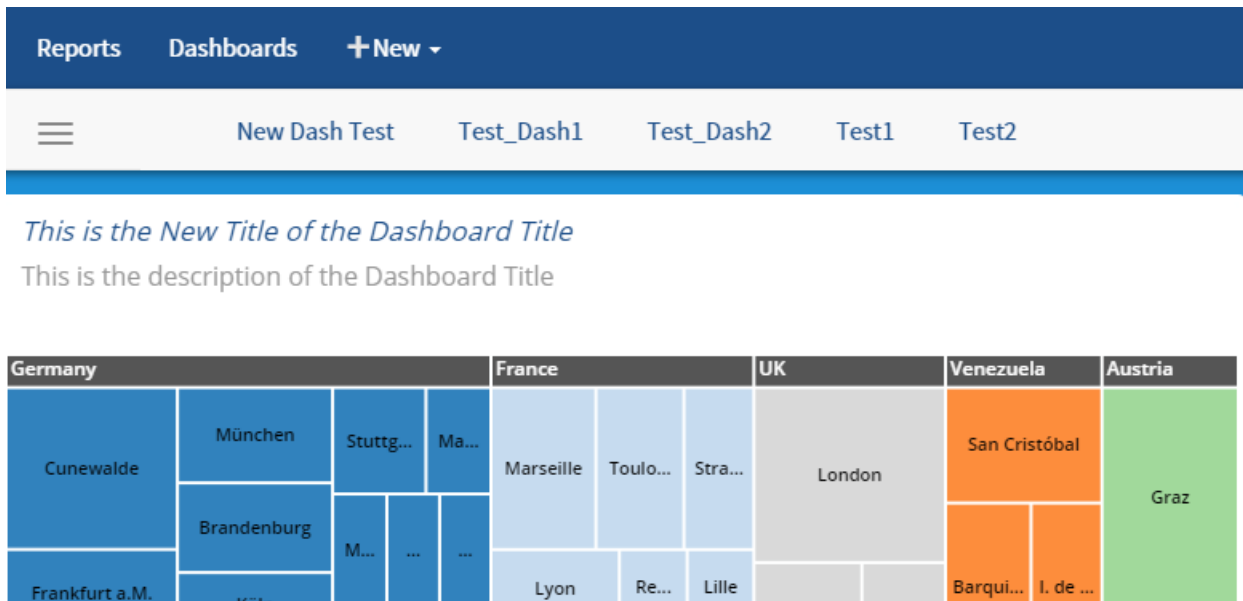 Reports Dashboards +New
New Dash Test Test_Dash1 Test_Dash2 Test1 Test2
This is the New Title of the Dashboard Title
This is the description of the Dashboard Title
Germany France UK Venezuela Austria
München Stuttg... Ma... San Cristóbal
Cunewalde Marseille Toulo... Stra... London
Graz
Brandenburg
M... ... ...
Frankfurt a.M. Lyon Re... Lille Barqui... I. de ...